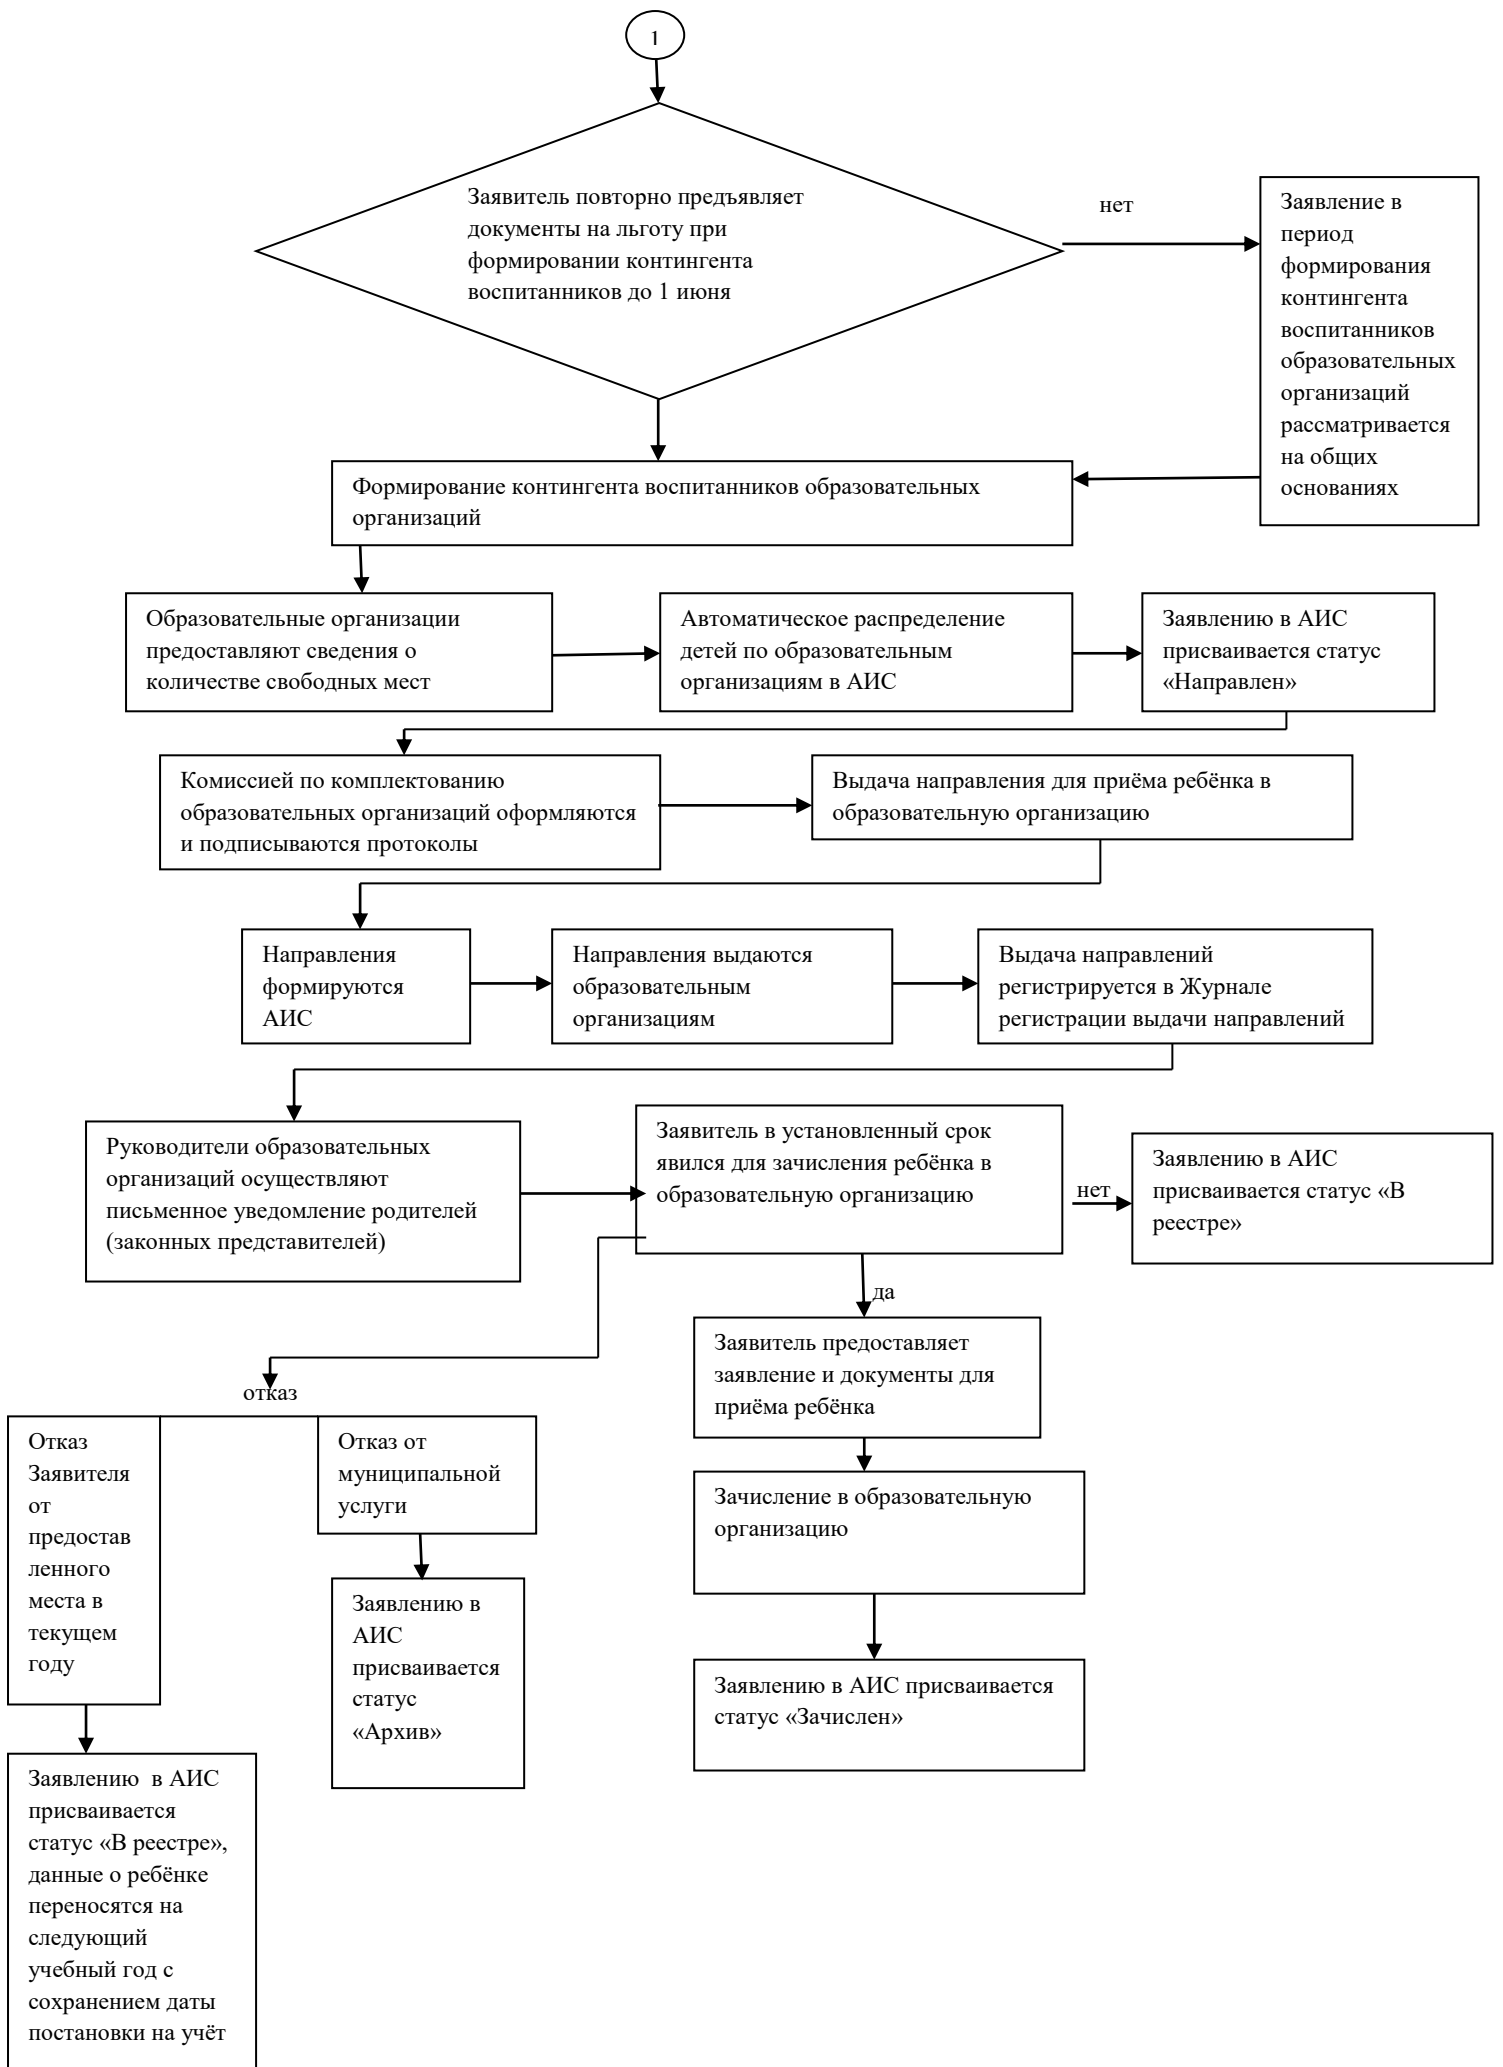 1
Заявитель повторно предъявляет
документы на льготу при
формировании контингента
воспитанников до 1 июня
нет
Заявление в
период
формирования
контингента
воспитанников
образовательных
организаций
рассматривается
на общих
основаниях
Формирование контингента воспитанников образовательных
организаций
Образовательные организации
предоставляют сведения о
количестве свободных мест
Автоматическое распределение
детей по образовательным
организациям в АИС
Заявлению в АИС
присваивается статус
«Направлен»
Комиссией по комплектованию
образовательных организаций оформляются
и подписываются протоколы
Выдача направления для приёма ребёнка в
образовательную организацию
Направления
формируются
АИС
Направления выдаются
образовательным
организациям
Выдача направлений
регистрируется в Журнале
регистрации выдачи направлений
Руководители образовательных
организаций осуществляют
письменное уведомление родителей
(законных представителей)
Заявитель в установленный срок
явился для зачисления ребёнка в
образовательную организацию
нет
Заявлению в АИС
присваивается статус «В
реестре»
да
Заявитель предоставляет
заявление и документы для
приёма ребёнка
отказ
Отказ
Заявителя
от
предостав
ленного
места в
текущем
году
Отказ от
муниципальной
услуги
Зачисление в образовательную
организацию
Заявлению в
АИС
присваивается
статус
«Архив»
Заявлению в АИС присваивается
статус «Зачислен»
Заявлению  в АИС
присваивается
статус «В реестре»,
данные о ребёнке
переносятся на
следующий
учебный год с
сохранением даты
постановки на учёт